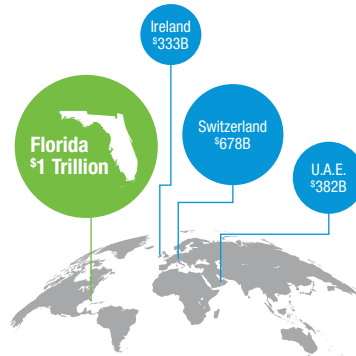 Ireland
$333B
Florida
$1 Trillion
Switzerland
$678B
U.A.E.
$382B